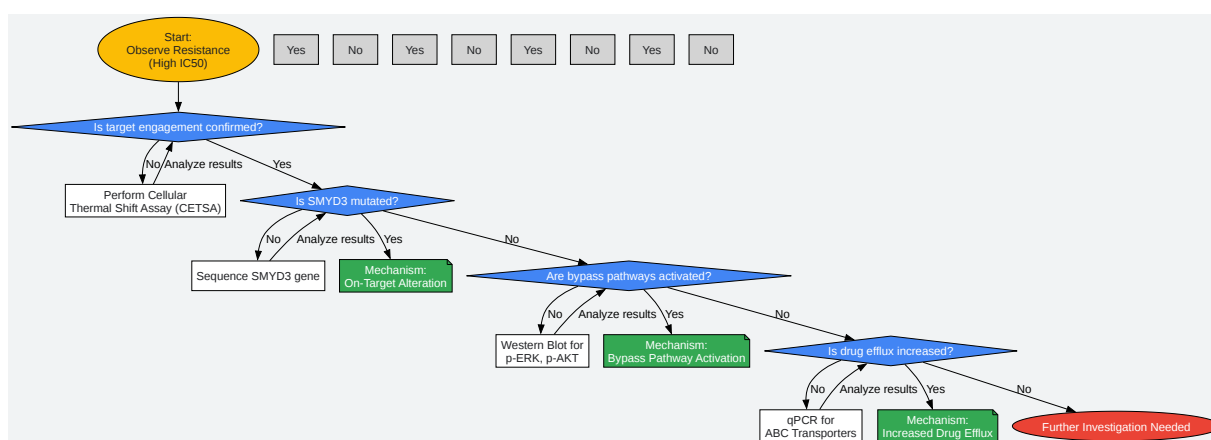 Start:
Observe Resistance
(High IC50)
Yes
No
Yes
No
Yes
No
Yes
No
Is target engagement confirmed?
No
Analyze results
Yes
Perform Cellular
Thermal Shift Assay (CETSA)
Is SMYD3 mutated?
No
Analyze results
Yes
No
Sequence SMYD3 gene
Mechanism:
On-Target Alteration
Are bypass pathways activated?
No
Analyze results
Yes
No
Western Blot for
p-ERK, p-AKT
Mechanism:
Bypass Pathway Activation
Is drug efflux increased?
No
Analyze results
Yes
No
qPCR for
ABC Transporters
Mechanism:
Increased Drug Efflux
Further Investigation Needed